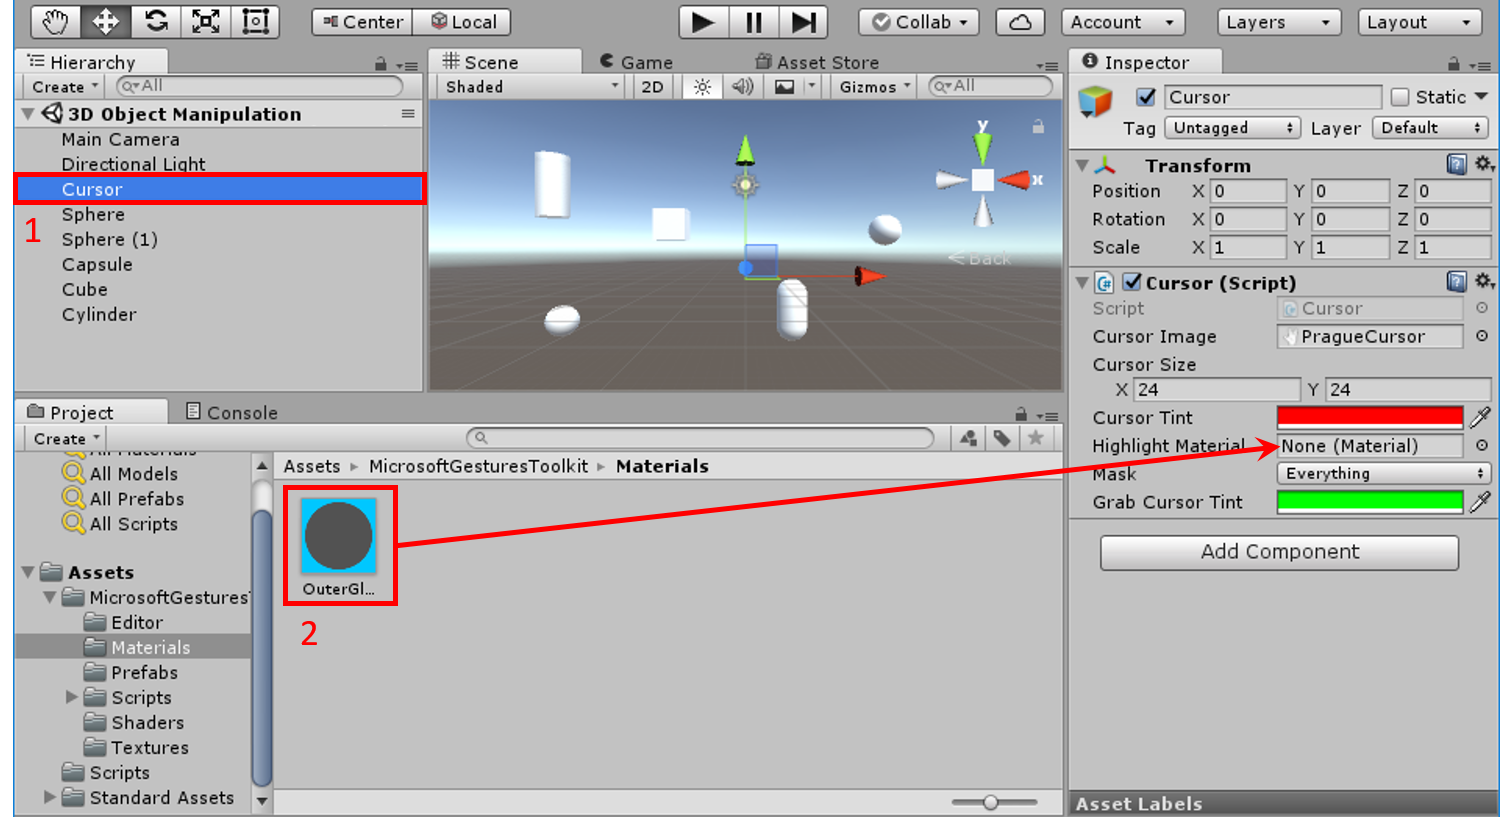 Center Local Collab Account Layers Layout
Hierarchy
Create All
3D Object Manipulation
Main Camera
Directional Light
Cursor
1
Sphere
Sphere (1)
Capsule
Cube
Cylinder
Scene Game Asset Store
Shaded 2D Gizmos All
y
x
Back
Inspector
Cursor Static
Tag Untagged Layer Default
Transform
Position X 0 Y 0 Z 0
Rotation X 0 Y 0 Z 0
Scale X 1 Y 1 Z 1
Cursor (Script)
Script Cursor
Cursor Image PragueCursor
Cursor Size
X 24 Y 24
Cursor Tint
Highlight Material None (Material)
Mask Everything
Grab Cursor Tint
Add Component
Asset Labels
Project Console
Create
All Materials
All Models
All Prefabs
All Scripts
Assets
MicrosoftGestures
Editor
Materials
Prefabs
Scripts
Shaders
Textures
Scripts
Standard Assets
Assets MicrosoftGesturesToolkit Materials
OuterGl...
2